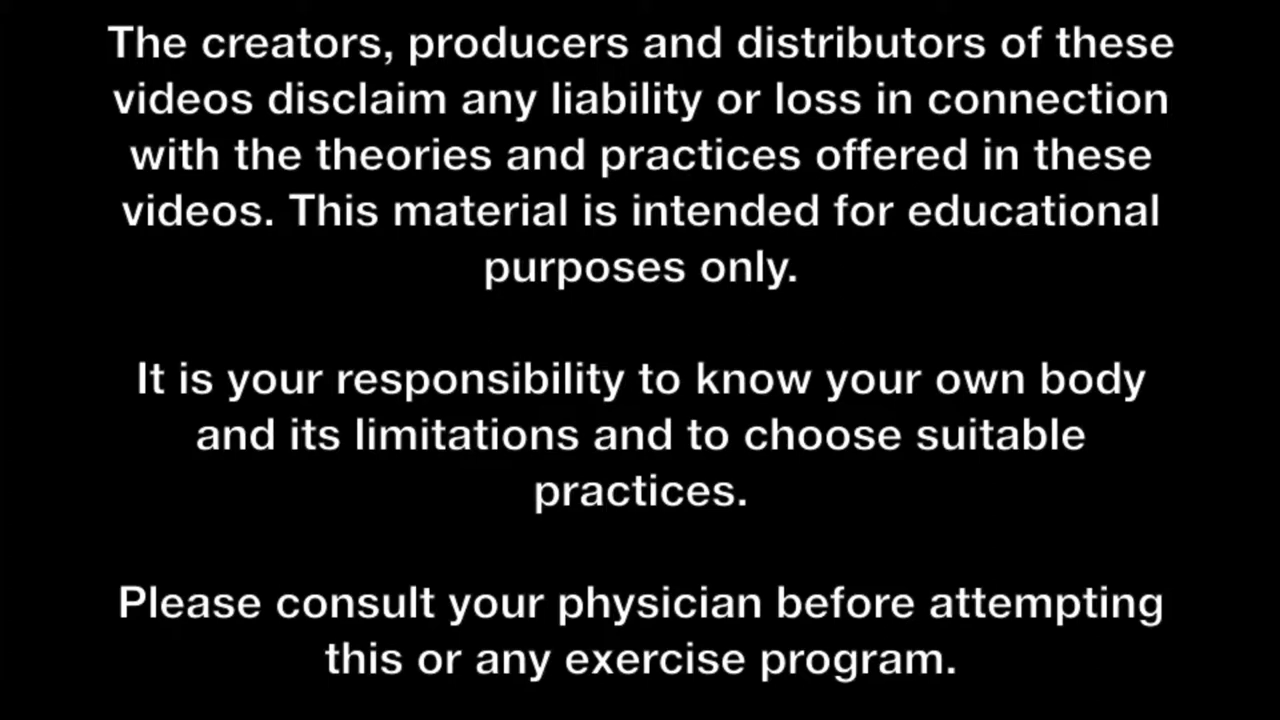 The creators, producers and distributors of these
videos disclaim any liability or loss in connection
with the theories and practices offered in these
videos. This material is intended for educational
purposes only.
It is your responsibility to know your own body
and its limitations and to choose suitable
practices.
Please consult your physician before attempting
this or any exercise program.